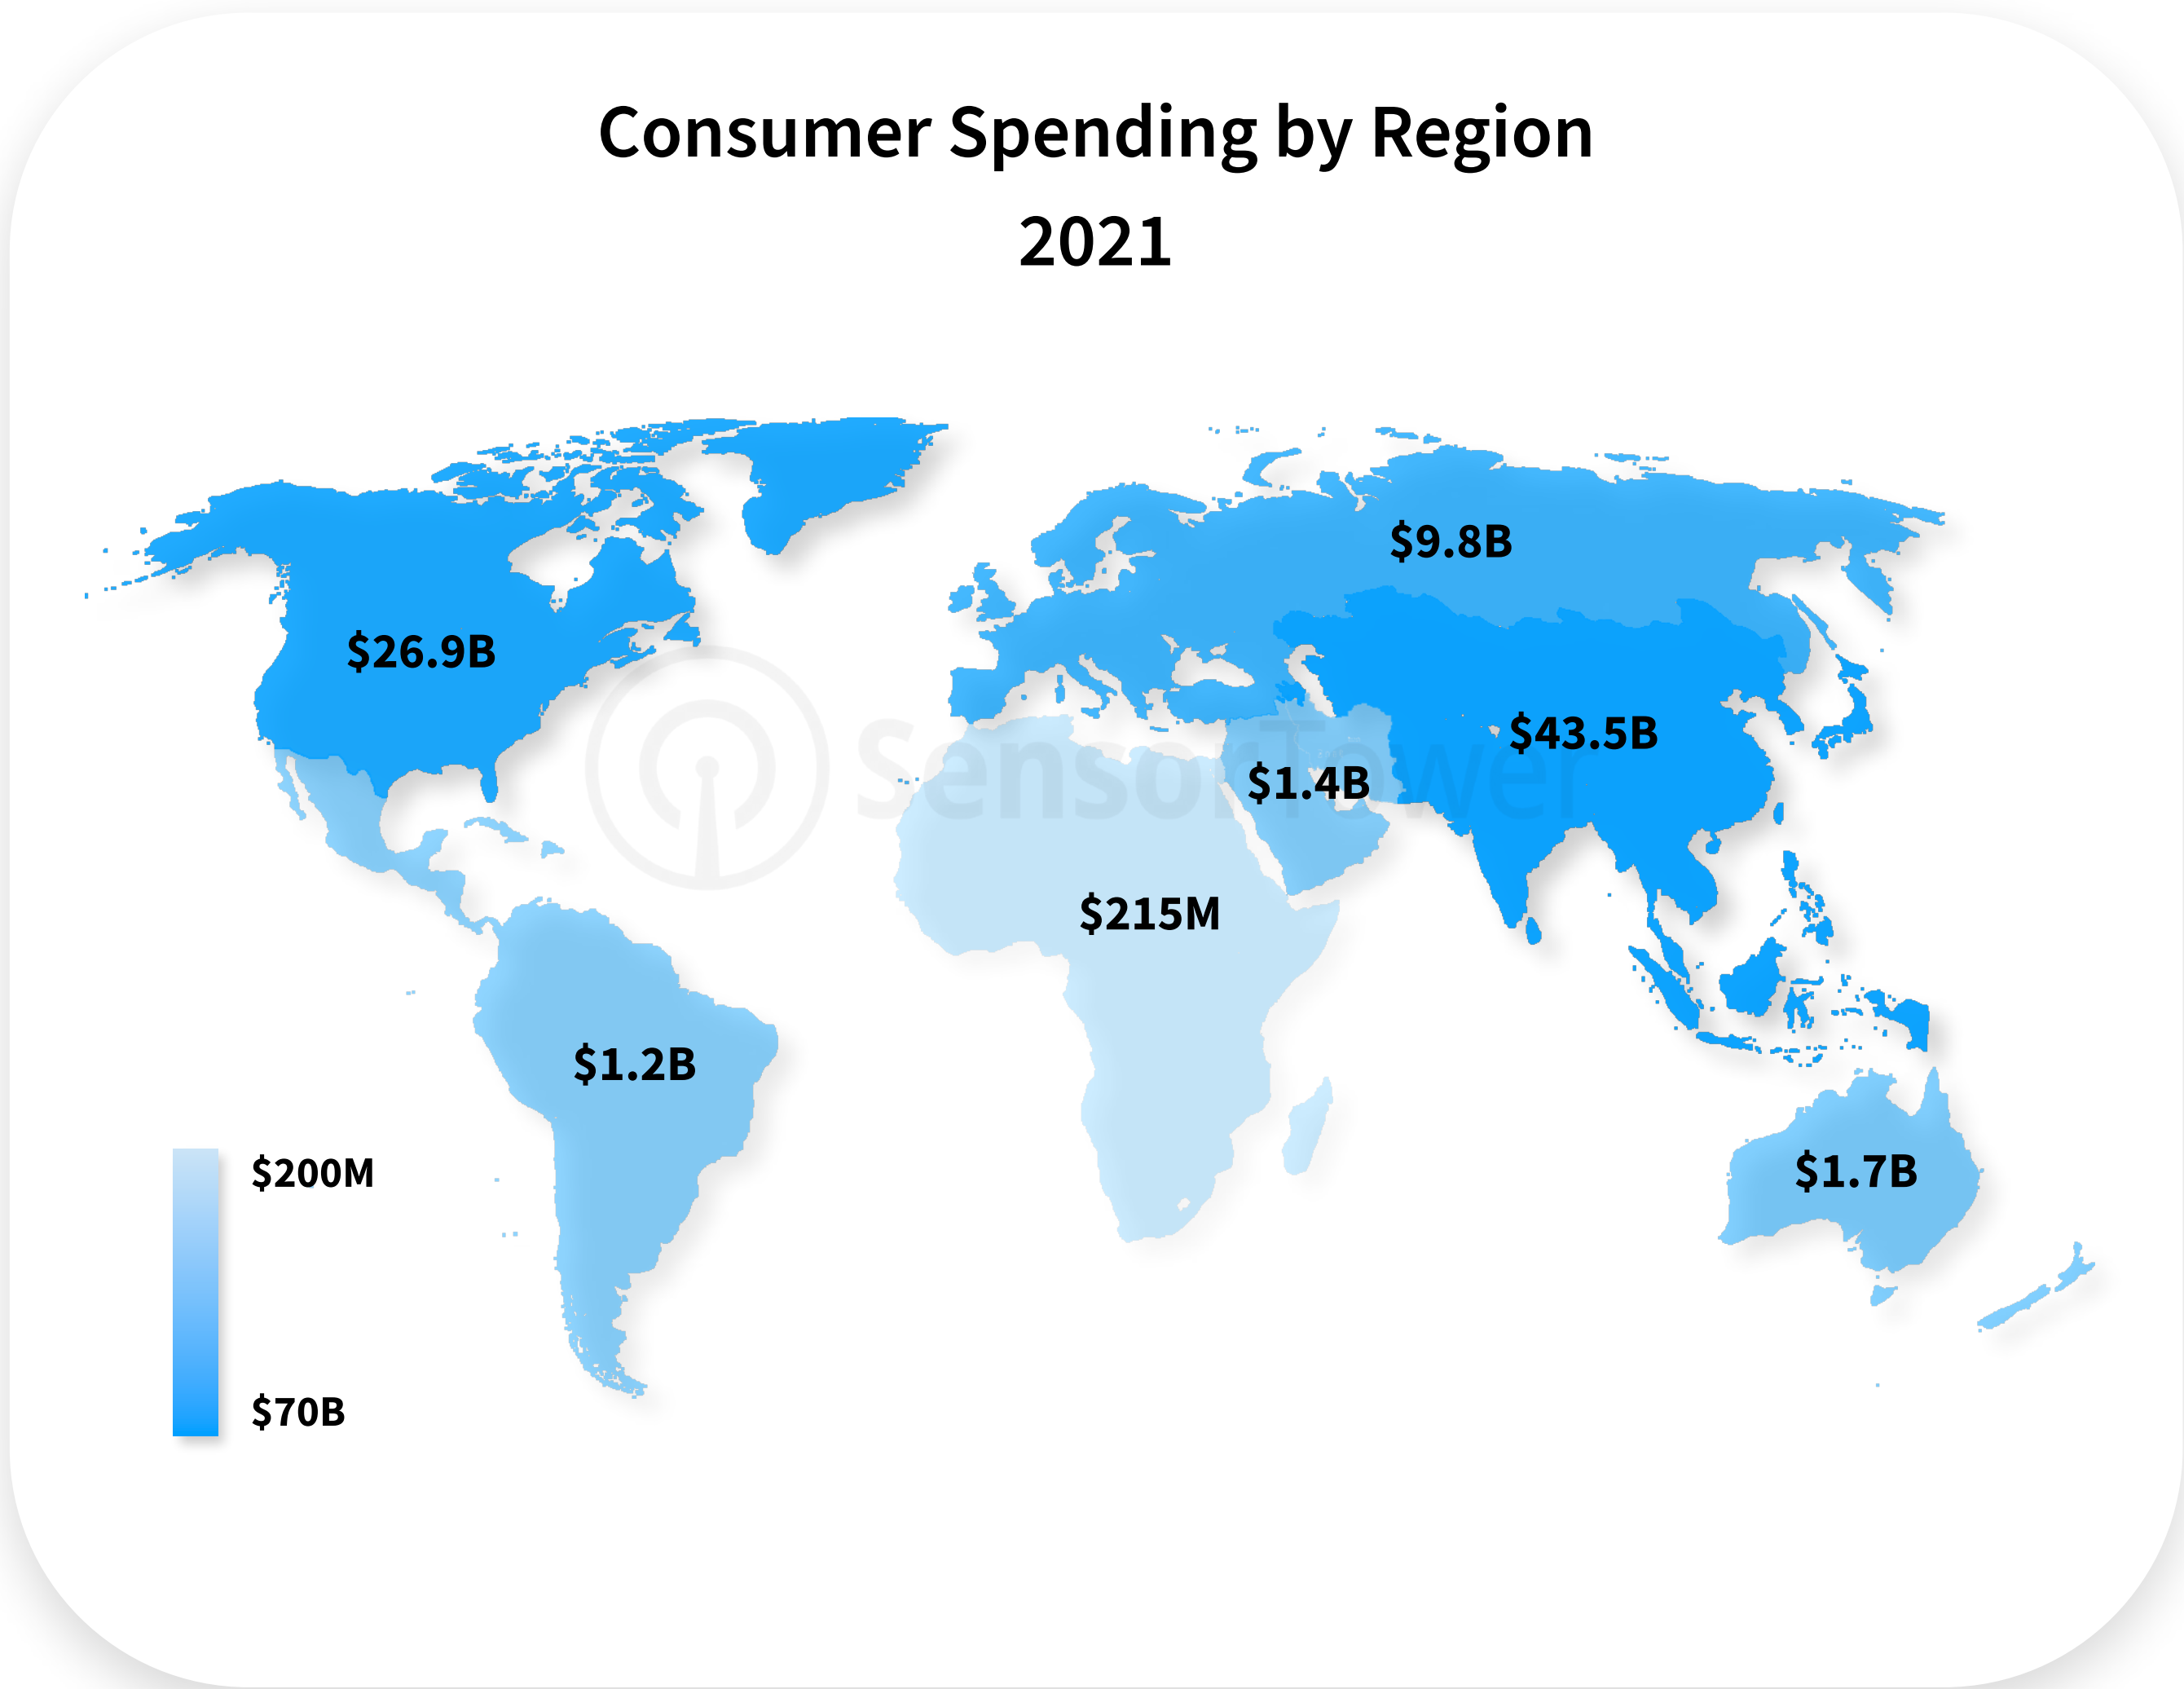 Consumer Spending by Region
2021
$9.8B
$26.9B
$43.5B
SensorTower
$1.4B
$215M
$1.2B
$1.7B
$200M
$70B